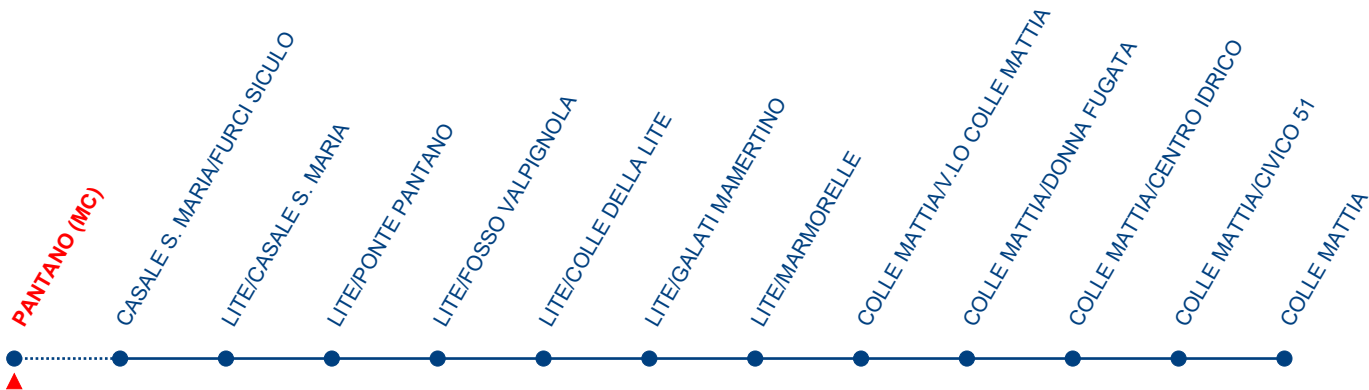 PANTANO (MC)
CASALE S. MARIA/FURCI SICULO
LITE/CASALE S. MARIA
LITE/PONTE PANTANO
LITE/FOSSO VALPIGNOLA
LITE/COLLE DELLA LITE
LITE/GALATI MAMERTINO
LITE/MARMORELLE
COLLE MATTIA/V.LO COLLE MATTIA
COLLE MATTIA/DONNA FUGATA
COLLE MATTIA/CENTRO IDRICO
COLLE MATTIA/CIVICO 51
COLLE MATTIA